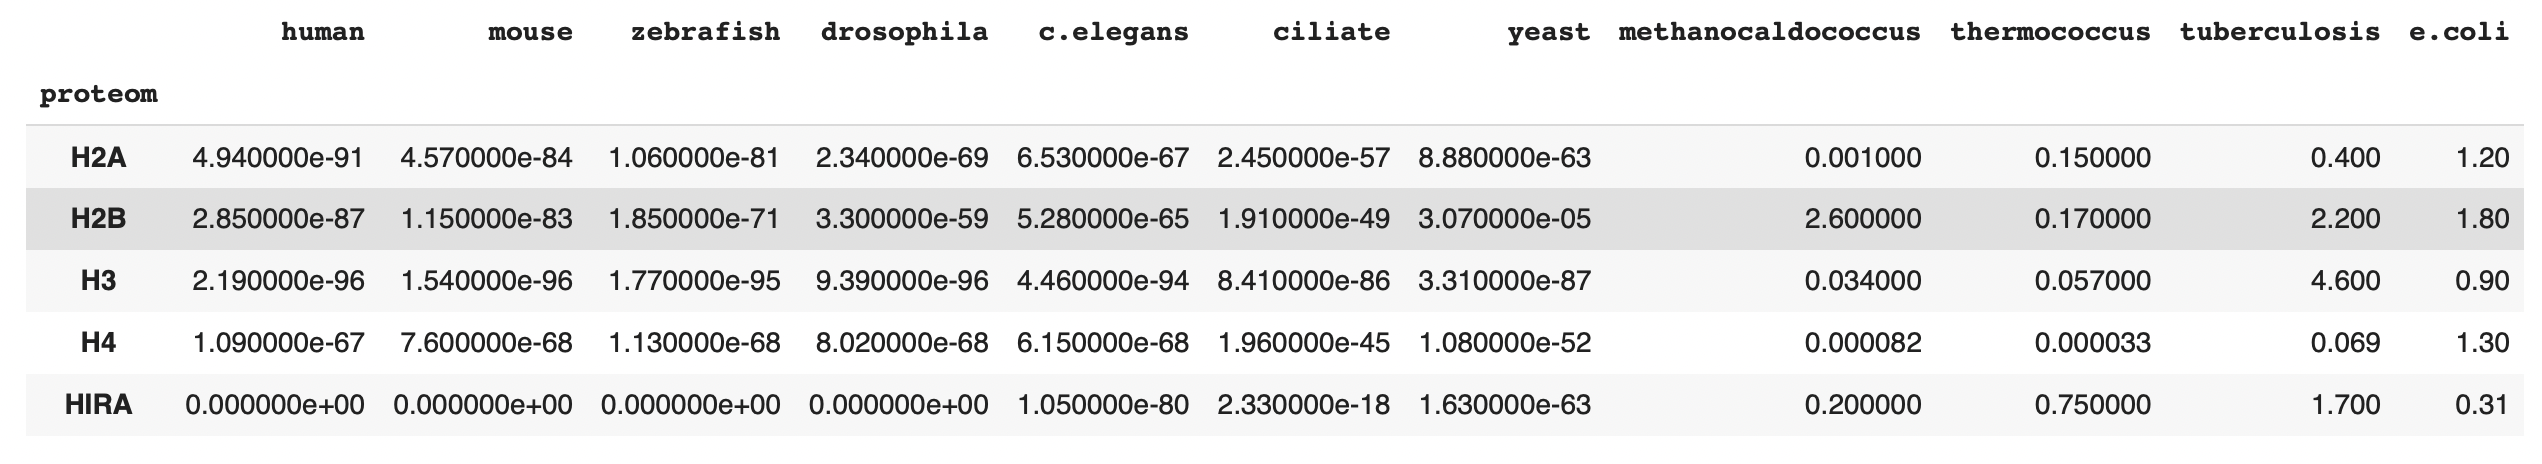 human mouse zebrafish drosophila c.elegans ciliate yeast methanocaldococcus thermococcus tuberculosis e.coli
proteom
H2A 4.940000e-91 4.570000e-84 1.060000e-81 2.340000e-69 6.530000e-67 2.450000e-57 8.880000e-63 0.001000 0.150000 0.400 1.20
H2B 2.850000e-87 1.150000e-83 1.850000e-71 3.300000e-59 5.280000e-65 1.910000e-49 3.070000e-05 2.600000 0.170000 2.200 1.80
H3 2.190000e-96 1.540000e-96 1.770000e-95 9.390000e-96 4.460000e-94 8.410000e-86 3.310000e-87 0.034000 0.057000 4.600 0.90
H4 1.090000e-67 7.600000e-68 1.130000e-68 8.020000e-68 6.150000e-68 1.960000e-45 1.080000e-52 0.000082 0.000033 0.069 1.30
HIRA 0.000000e+00 0.000000e+00 0.000000e+00 0.000000e+00 1.050000e-80 2.330000e-18 1.630000e-63 0.200000 0.750000 1.700 0.31